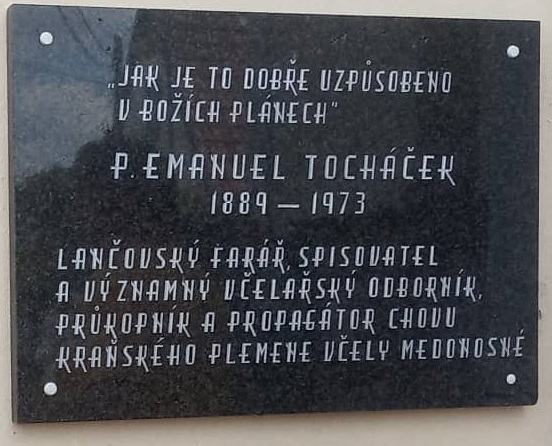 „JAK JE TO DOBŘE UZPŮSOBENO
V BOŽÍCH PLÁNECH"
P. EMANUEL TOCHÁČEK
1889 – 1973
LANČOVSKÝ FARÁŘ, SPISOVATEL
A VÝZNAMNÝ VČELAŘSKÝ ODBORNÍK,
PRŮKOPNÍK A PROPAGÁTOR CHOVU
KRAŇSKÉHO PLEMENE VČELY MEDONOSNÉ